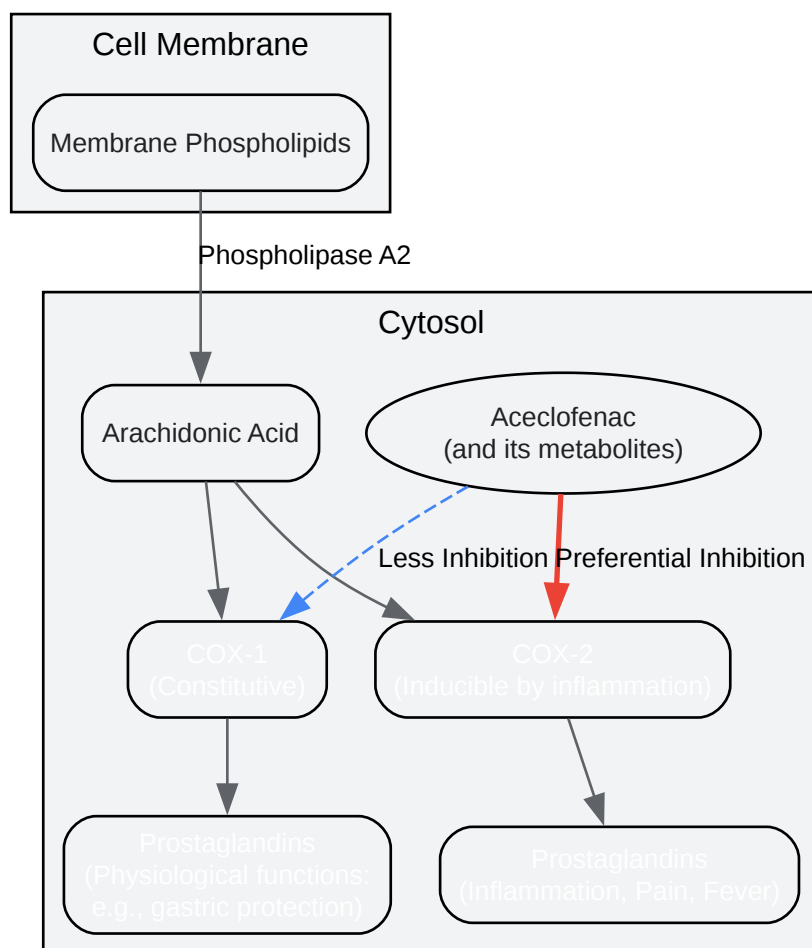 Cell Membrane
Membrane Phospholipids
Phospholipase A2
Cytosol
Arachidonic Acid
Aceclofenac
(and its metabolites)
Less Inhibition
Preferential Inhibition
COX-1
(Constitutive)
COX-2
(Inducible by inflammation)
Prostaglandins
(Physiological functions:
e.g., gastric protection)
Prostaglandins
(Inflammation, Pain, Fever)